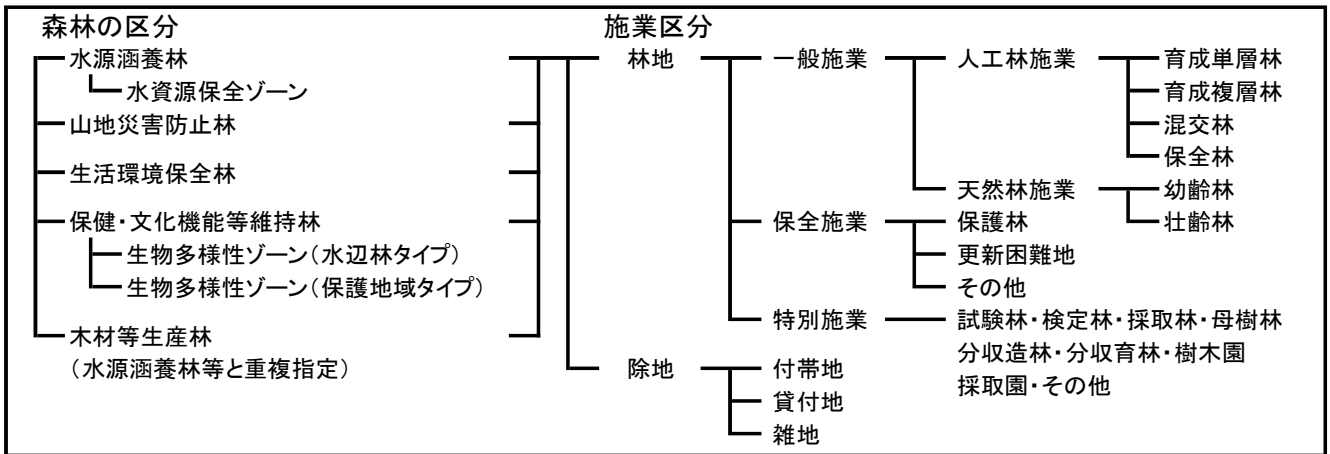 森林の区分
水源涵養林
水資源保全ゾーン
山地災害防止林
生活環境保全林
保健・文化機能等維持林
生物多様性ゾーン(水辺林タイプ)
生物多様性ゾーン(保護地域タイプ)
木材等生産林
(水源涵養林等と重複指定)
施業区分
林地
一般施業
人工林施業
育成単層林
育成複層林
混交林
保全林
天然林施業
幼齢林
壮齢林
保全施業
保護林
更新困難地
その他
特別施業
試験林・検定林・採取林・母樹林
分収造林・分収育林・樹木園
採取園・その他
除地
付帯地
貸付地
雑地